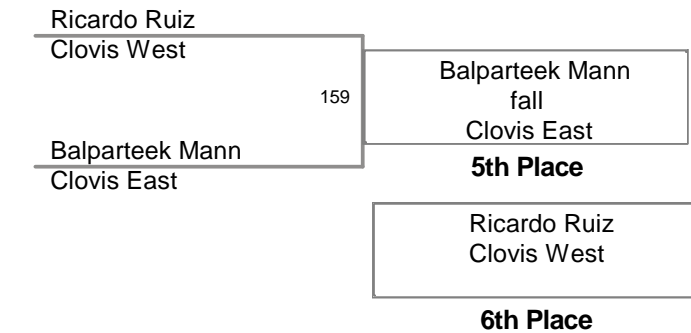 Ricardo Ruiz
Clovis West
159
Balparteek Mann
Clovis East
Balparteek Mann
fall
Clovis East
5th Place
Ricardo Ruiz
Clovis West
6th Place